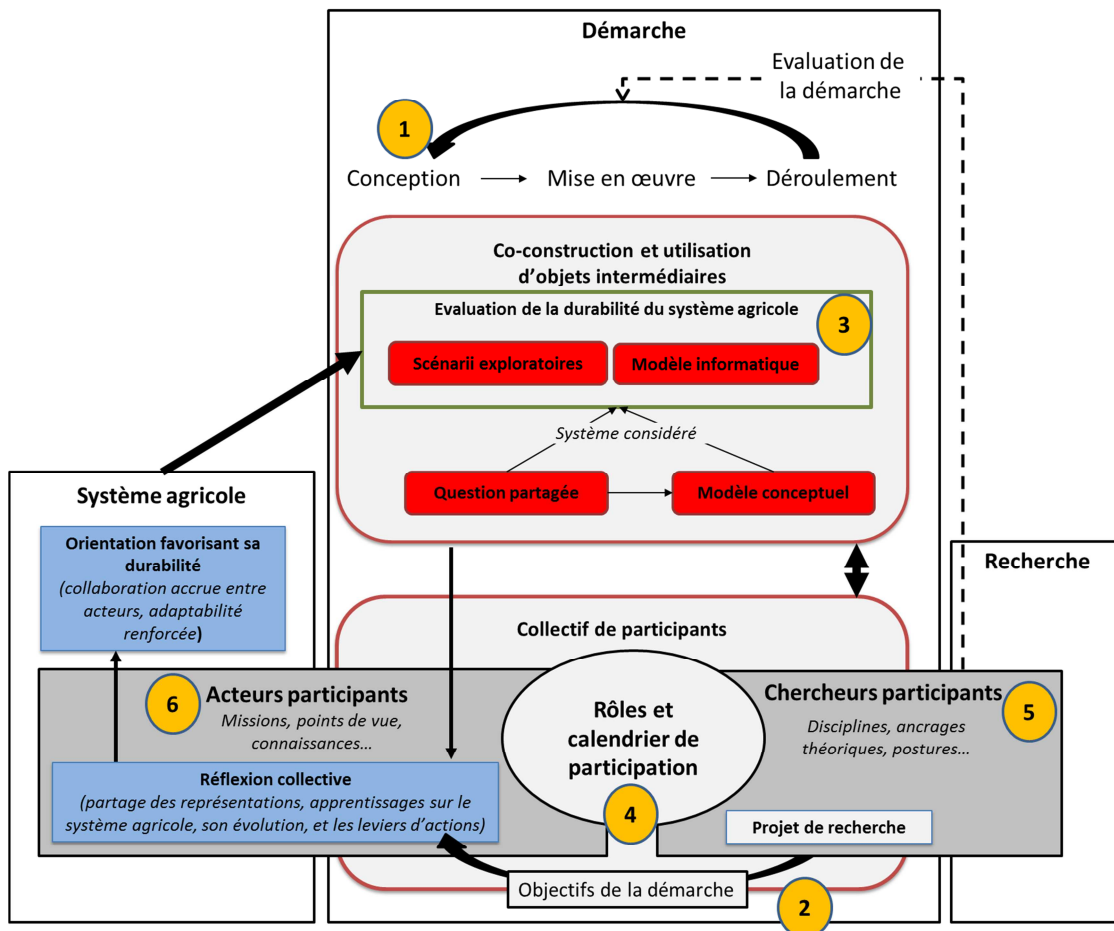 Démarche
Evaluation de
la démarche
1
Conception
Mise en œuvre
Déroulement
Co-construction et utilisation
d'objets intermédiaires
Evaluation de la durabilité du système agricole
3
Scénarii exploratoires
Modèle informatique
Système considéré
Question partagée
Modèle conceptuel
Système agricole
Orientation favorisant sa
durabilité
(collaboration accrue entre
acteurs, adaptabilité
renforcée)
Recherche
Collectif de participants
6
Acteurs participants
Missions, points de vue,
connaissances...
Rôles et
calendrier de
participation
4
Chercheurs participants
5
Disciplines, ancrages
théoriques, postures...
Réflexion collective
(partage des représentations, apprentissages sur le
système agricole, son évolution, et les leviers d'actions)
Projet de recherche
Objectifs de la démarche
2